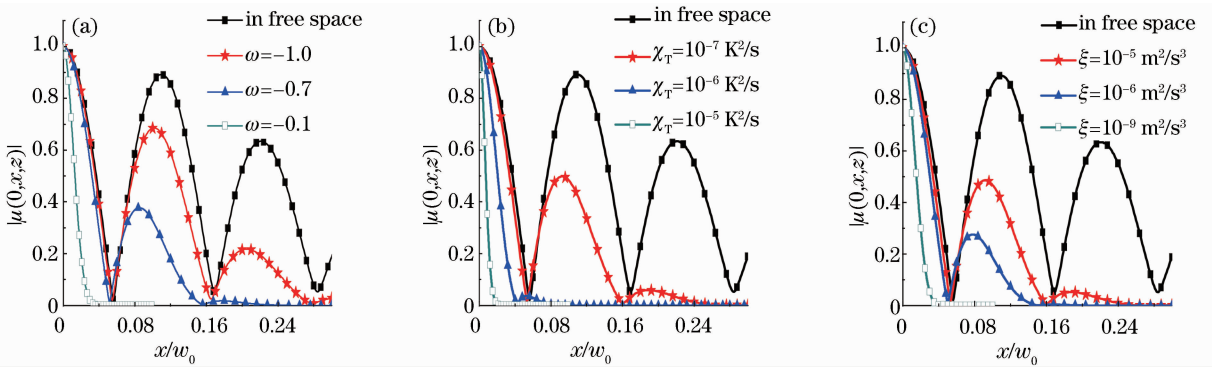 (a)
in free space
ω=−1.0
ω=−0.7
ω=−0.1
1.0
0.8
0.6
0.4
0.2
0
|μ(0,x,z)|
0 0.08 0.16 0.24
x/w₀
(b)
in free space
χ_T=10⁻⁷ K²/s
χ_T=10⁻⁶ K²/s
χ_T=10⁻⁵ K²/s
1.0
0.8
0.6
0.4
0.2
0
|μ(0,x,z)|
0 0.08 0.16 0.24
x/w₀
(c)
in free space
ξ=10⁻⁵ m²/s³
ξ=10⁻⁶ m²/s³
ξ=10⁻⁹ m²/s³
1.0
0.8
0.6
0.4
0.2
0
|μ(0,x,z)|
0 0.08 0.16 0.24
x/w₀